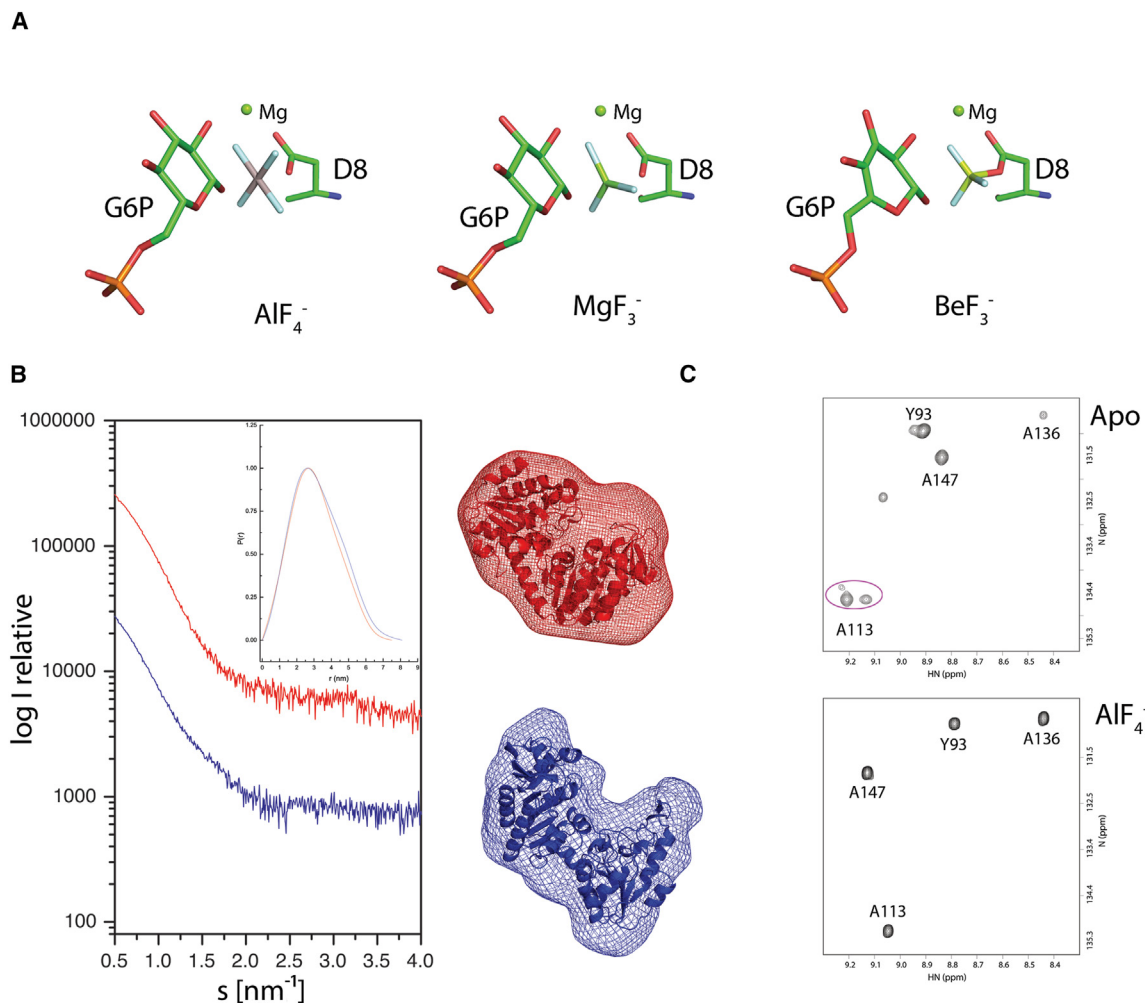 A
Mg
D8
G6P
AlF4-
Mg
D8
G6P
MgF3-
Mg
D8
G6P
BeF3-
B
1000000
100000
10000
1000
100
log I relative
0.5 1.0 1.5 2.0 2.5 3.0 3.5 4.0
s [nm-1]
1.25
1.00
0.75
0.50
0.25
0.00
P(r)
0 1 2 3 4 5 6 7 8 9
r (nm)
C
Apo
Y93
A136
A147
A113
131.5
132.5
133.4
134.4
135.3
N (ppm)
9.2 9.1 9.0 8.9 8.8 8.7 8.6 8.5 8.4
HN (ppm)
AlF4-
Y93
A136
A147
A113
131.5
132.5
133.4
134.4
135.3
N (ppm)
9.2 9.1 9.0 8.9 8.8 8.7 8.6 8.5 8.4
HN (ppm)